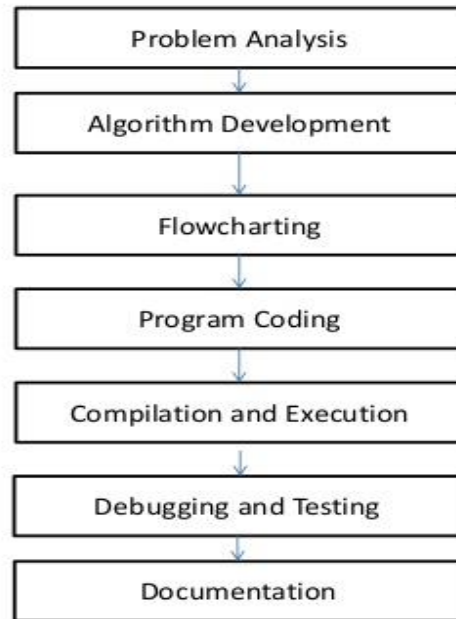 Problem Analysis
Algorithm Development
Flowcharting
Program Coding
Compilation and Execution
Debugging and Testing
Documentation